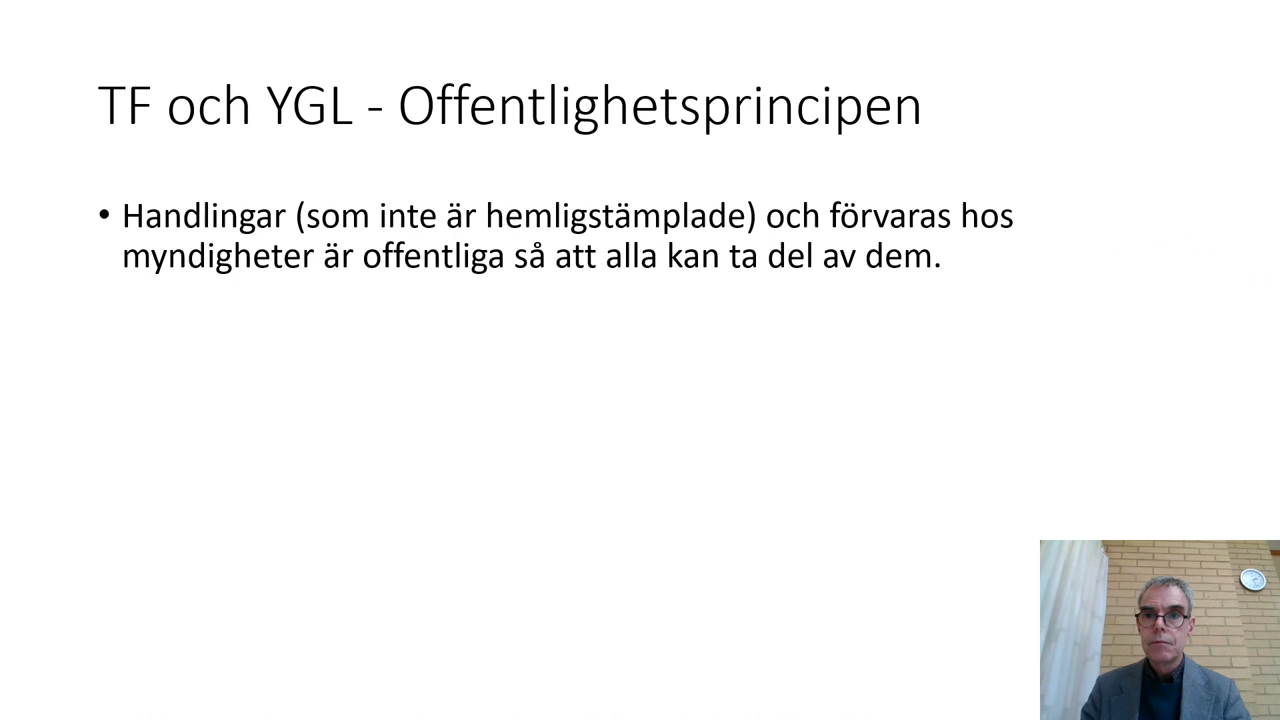 TF och YGL - Offentlighetsprincipen
• Handlingar (som inte är hemligstämplade) och förvaras hos
myndigheter är offentliga så att alla kan ta del av dem.